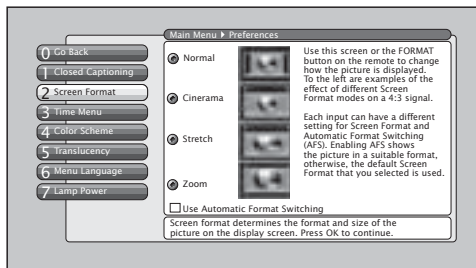 Main Menu ▶ Preferences
0 Go Back
1 Closed Captioning
2 Screen Format
3 Time Menu
4 Color Scheme
5 Translucency
6 Menu Language
7 Lamp Power
Normal
Cinerama
Stretch
Zoom
Use this screen or the FORMAT
button on the remote to change
how the picture is displayed.
To the left are examples of the
effect of different Screen
Format modes on a 4:3 signal.
Each input can have a different
setting for Screen Format and
Automatic Format Switching
(AFS). Enabling AFS shows
the picture in a suitable format,
otherwise, the default Screen
Format that you selected is used.
Use Automatic Format Switching
Screen format determines the format and size of the
picture on the display screen. Press OK to continue.